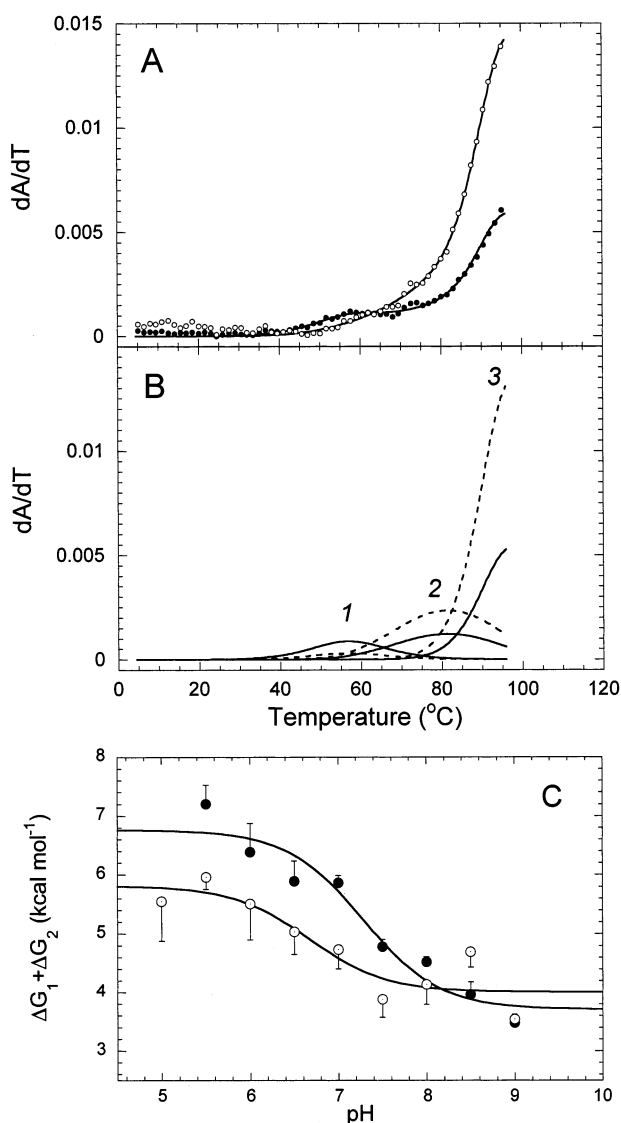 0.015
A
0.01
dA/dT
0.005
0
B
3
0.01
dA/dT
0.005
2
1
0
0 20 40 60 80 100 120
Temperature (°C)
8
C
7
6
ΔG₁+ΔG₂ (kcal mol⁻¹)
5
4
3
5 6 7 8 9 10
pH